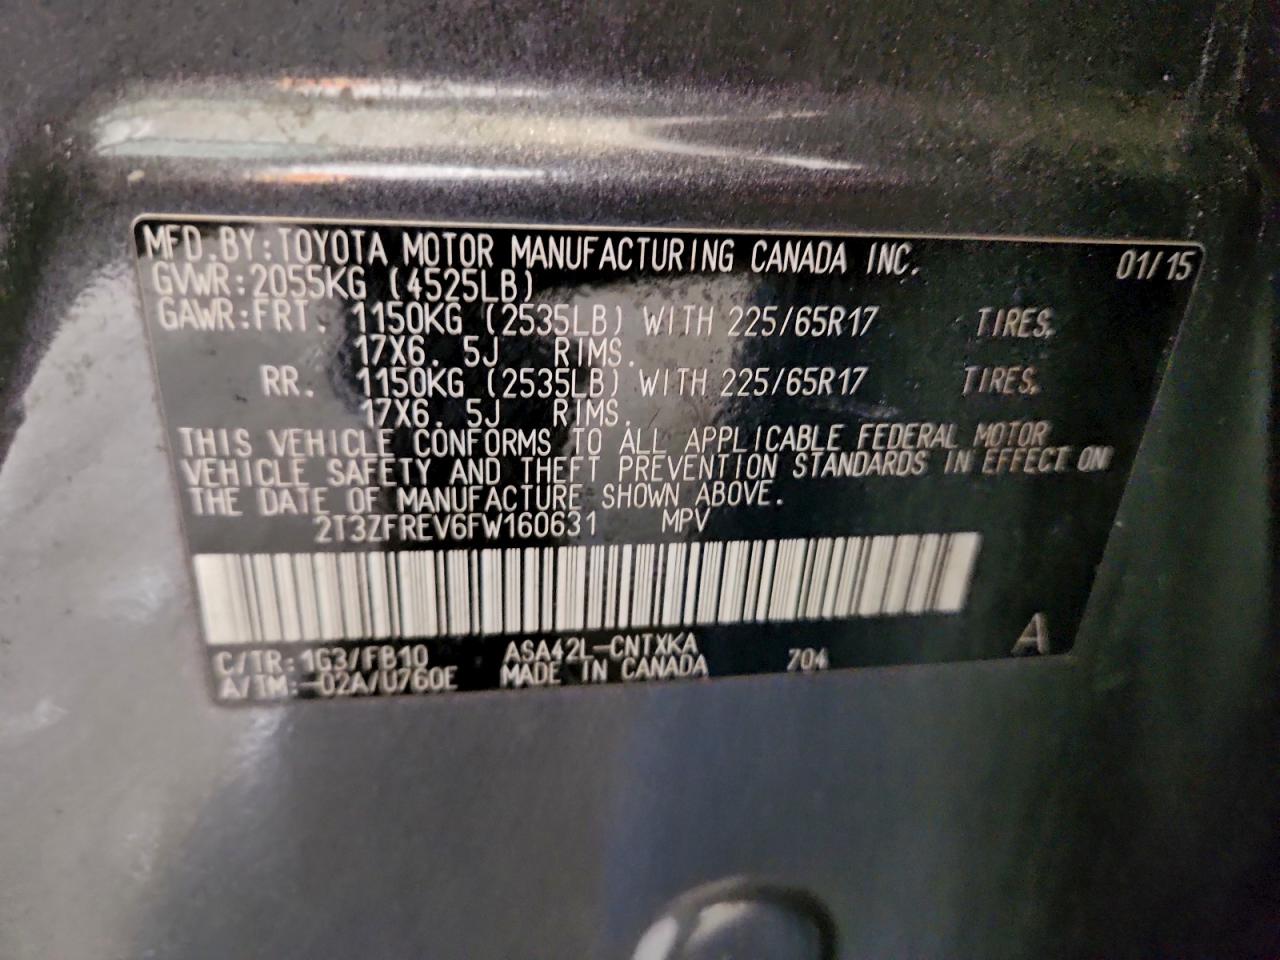 MFD. BY: TOYOTA MOTOR MANUFACTURING CANADA INC. 01/15
GVWR: 2055KG (4525LB)
GAWR: FRT. 1150KG (2535LB) WITH 225/65R17 TIRES.
17X6.5J RIMS.
RR. 1150KG (2535LB) WITH 225/65R17 TIRES.
17X6.5J RIMS.
THIS VEHICLE CONFORMS TO ALL APPLICABLE FEDERAL MOTOR
VEHICLE SAFETY AND THEFT PREVENTION STANDARDS IN EFFECT ON
THE DATE OF MANUFACTURE SHOWN ABOVE.
2T3ZFREV6FW160631 MPV
C/TR: 1G3/FB10 ASA42L-CNTXKA 704 A
A/TM: -02A/U760E MADE IN CANADA